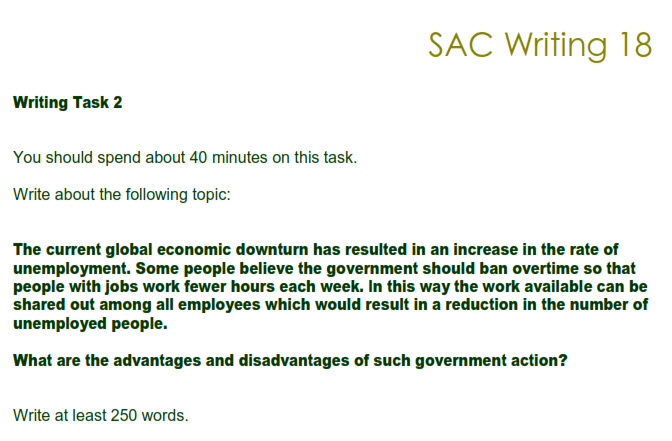 SAC Writing 18
Writing Task 2
You should spend about 40 minutes on this task.
Write about the following topic:
The current global economic downturn has resulted in an increase in the rate of
unemployment. Some people believe the government should ban overtime so that
people with jobs work fewer hours each week. In this way the work available can be
shared out among all employees which would result in a reduction in the number of
unemployed people.
What are the advantages and disadvantages of such government action?
Write at least 250 words.